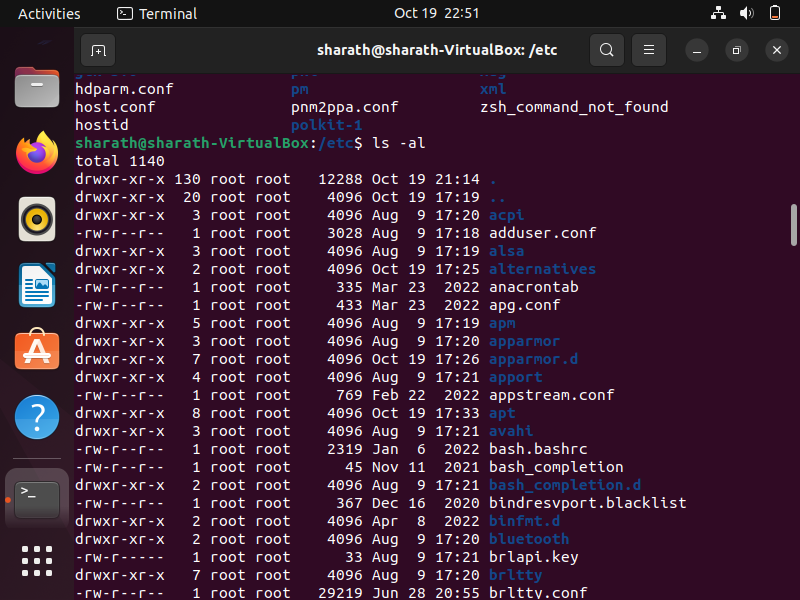 Activities Terminal Oct 19 22:51
sharath@sharath-VirtualBox: /etc
hdparm.conf pm xml
host.conf pnm2ppa.conf zsh_command_not_found
hostid polkit-1
sharath@sharath-VirtualBox:/etc$ ls -al
total 1140
drwxr-xr-x 130 root root 12288 Oct 19 21:14 .
drwxr-xr-x 20 root root 4096 Oct 19 17:19 ..
drwxr-xr-x 3 root root 4096 Aug 9 17:20 acpi
-rw-r--r-- 1 root root 3028 Aug 9 17:18 adduser.conf
drwxr-xr-x 3 root root 4096 Aug 9 17:19 alsa
drwxr-xr-x 2 root root 4096 Oct 19 17:25 alternatives
-rw-r--r-- 1 root root 335 Mar 23 2022 anacrontab
-rw-r--r-- 1 root root 433 Mar 23 2022 apg.conf
drwxr-xr-x 5 root root 4096 Aug 9 17:19 apm
drwxr-xr-x 3 root root 4096 Aug 9 17:20 apparmor
drwxr-xr-x 7 root root 4096 Oct 19 17:26 apparmor.d
drwxr-xr-x 4 root root 4096 Aug 9 17:21 apport
-rw-r--r-- 1 root root 769 Feb 22 2022 appstream.conf
drwxr-xr-x 8 root root 4096 Oct 19 17:33 apt
drwxr-xr-x 3 root root 4096 Aug 9 17:21 avahi
-rw-r--r-- 1 root root 2319 Jan 6 2022 bash.bashrc
-rw-r--r-- 1 root root 45 Nov 11 2021 bash_completion
drwxr-xr-x 2 root root 4096 Aug 9 17:21 bash_completion.d
-rw-r--r-- 1 root root 367 Dec 16 2020 bindresvport.blacklist
drwxr-xr-x 2 root root 4096 Apr 8 2022 binfmt.d
drwxr-xr-x 2 root root 4096 Aug 9 17:20 bluetooth
-rw-r----- 1 root root 33 Aug 9 17:21 brlapi.key
drwxr-xr-x 7 root root 4096 Aug 9 17:20 brltty
-rw-r--r-- 1 root root 29219 Jun 28 20:55 brltty.conf